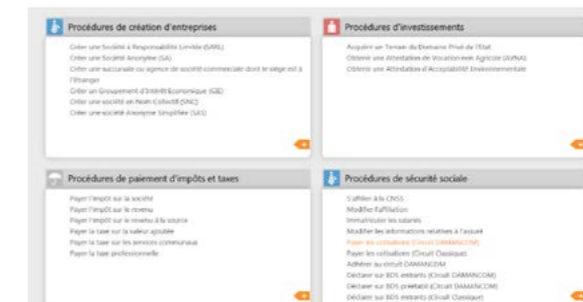 Procédures de création d'entreprises
Créer une Société à Responsabilité Limitée (SARL)
Créer une Société Anonyme (SA)
Créer une succursale ou agence de société commerciale dont le siège est à
l'étranger
Créer un Groupement d'Intérêt Economique (GIE)
Créer une société en Nom Collectif (SNC)
Créer une société Anonyme Simplifiée (SAS)
Procédures d'investissements
Acquérir un Terrain du Domaine Privé de l'Etat
Obtenir une Attestation de Vocation non Agricole (AVNA)
Obtenir une Attestation d'Acceptabilité Environnementale
Procédures de paiement d'impôts et taxes
Payer l'impôt sur la société
Payer l'impôt sur le revenu
Payer l'impôt sur le revenu à la source
Payer la taxe sur la valeur ajoutée
Payer la taxe sur les services communaux
Payer la taxe professionnelle
Procédures de sécurité sociale
S'affilier à la CNSS
Modifier l'affiliation
Immatriculer les salariés
Modifier les informations relatives à l'assuré
Payer les cotisations (Circuit DAMANCOM)
Payer les cotisations (Circuit Classique)
Adhérer au circuit DAMANCOM
Déclarer sur BDS entrants (Circuit DAMANCOM)
Déclarer sur BDS préétabli (Circuit DAMANCOM)
Déclarer sur BDS entrants (Circuit Classique)